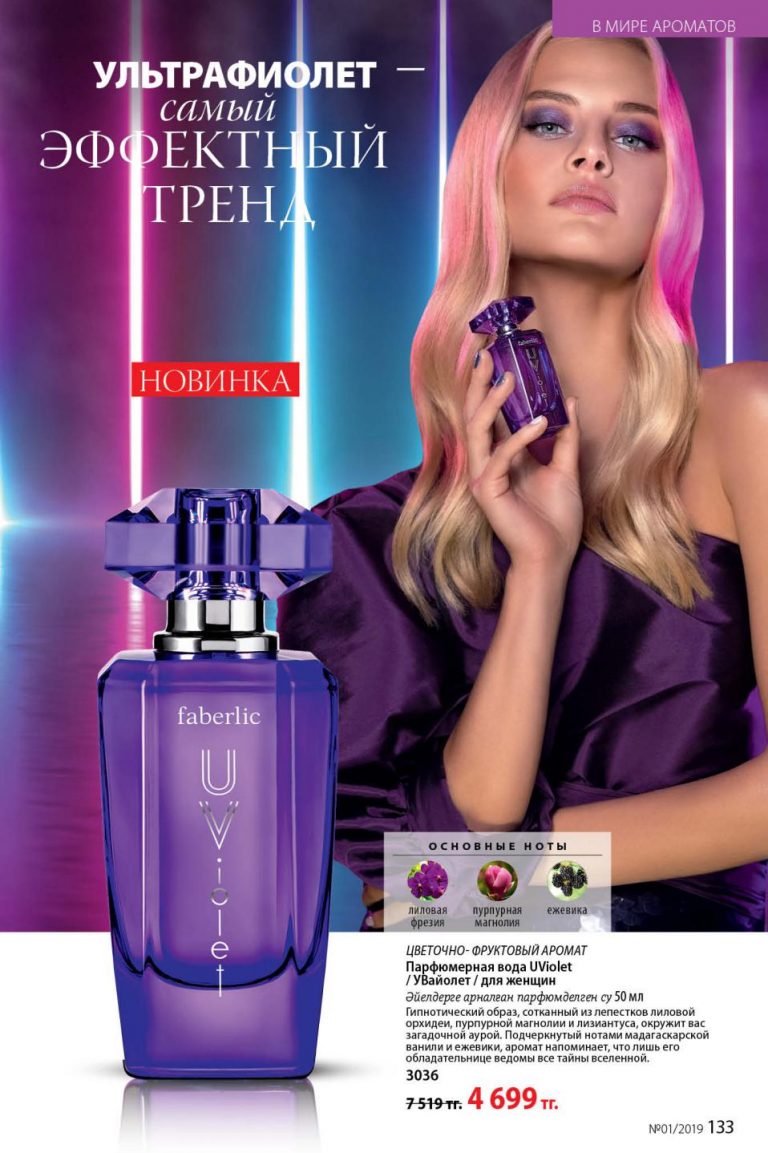 В МИРЕ АРОМАТОВ
УЛЬТРАФИОЛЕТ —
самый
ЭФФЕКТНЫЙ
ТРЕНД
НОВИНКА
faberlic
UViolet
faberlic
UViolet
ОСНОВНЫЕ НОТЫ
лиловая
фрезия
пурпурная
магнолия
ежевика
ЦВЕТОЧНО- ФРУКТОВЫЙ АРОМАТ
Парфюмерная вода UViolet
/ УВайолет / для женщин
Әйелдерге арналған парфюмделген су 50 мл
Гипнотический образ, сотканный из лепестков лиловой
орхидеи, пурпурной магнолии и лизиантуса, окружит вас
загадочной аурой. Подчеркнутый нотами мадагаскарской
ванили и ежевики, аромат напоминает, что лишь его
обладательнице ведомы все тайны вселенной.
3036
7 519 тг. 4 699 тг.
№01/2019 133